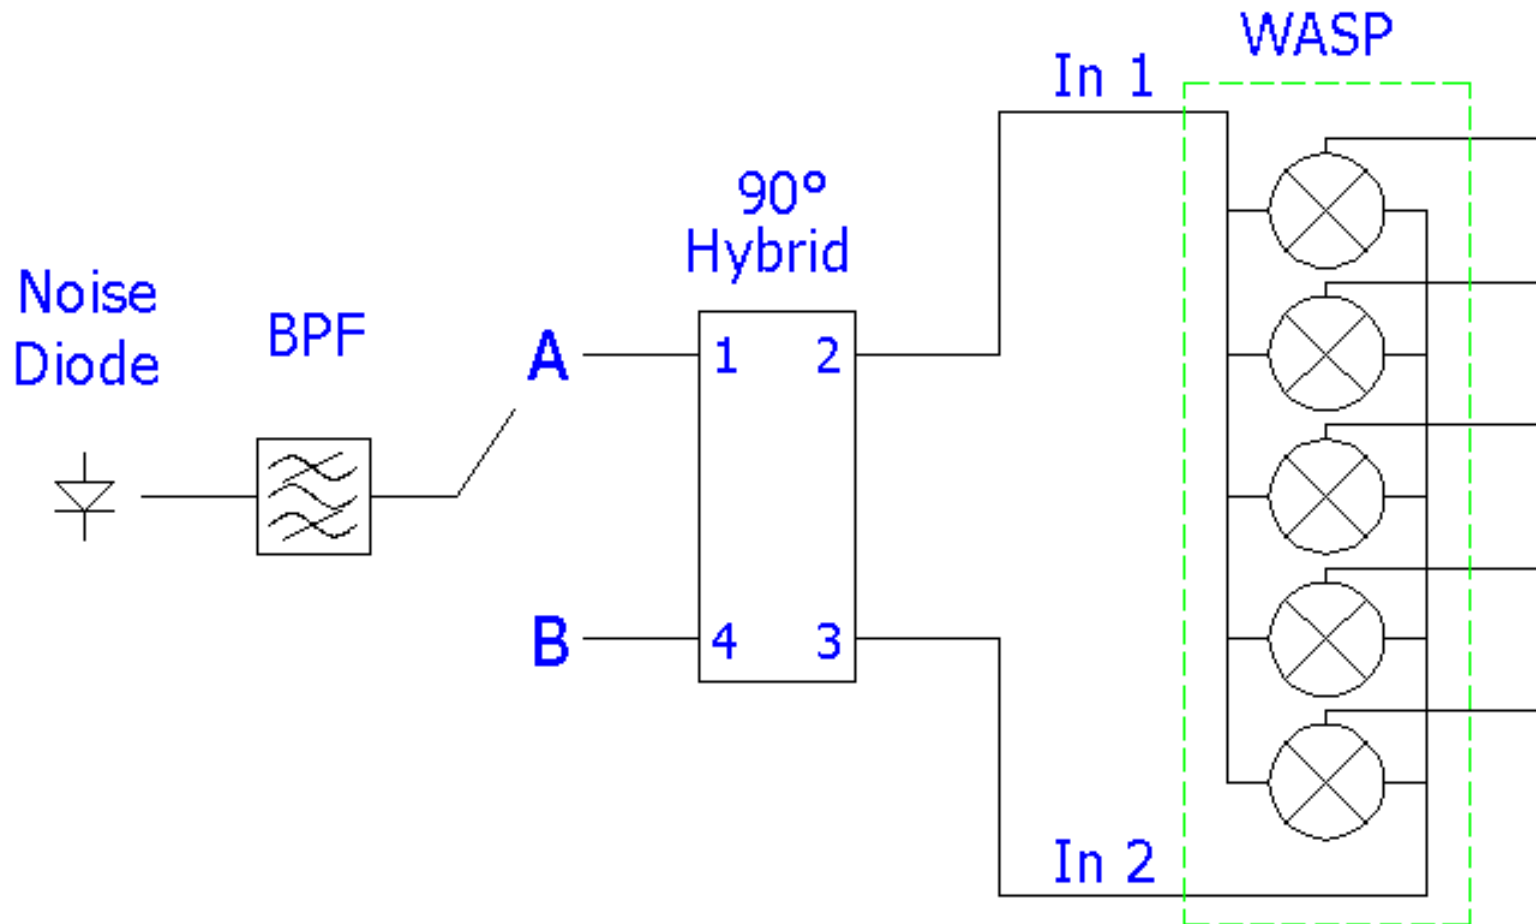 WASP
In 1
90°
Hybrid
Noise
Diode
BPF
A
1
2
B
4
3
In 2